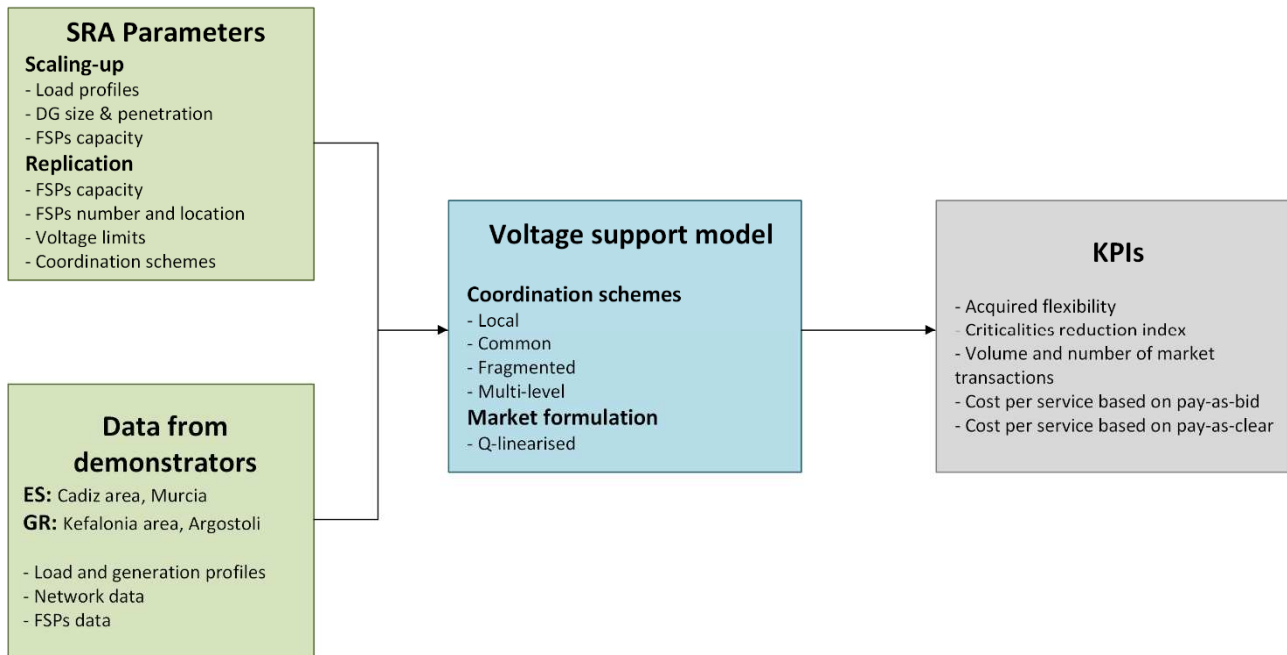 SRA Parameters
Scaling-up
- Load profiles
- DG size & penetration
- FSPs capacity
Replication
- FSPs capacity
- FSPs number and location
- Voltage limits
- Coordination schemes
Data from
demonstrators
ES: Cadiz area, Murcia
GR: Kefalonia area, Argostoli
- Load and generation profiles
- Network data
- FSPs data
Voltage support model
Coordination schemes
- Local
- Common
- Fragmented
- Multi-level
Market formulation
- Q-linearised
KPIs
- Acquired flexibility
- Criticalities reduction index
- Volume and number of market
transactions
- Cost per service based on pay-as-bid
- Cost per service based on pay-as-clear